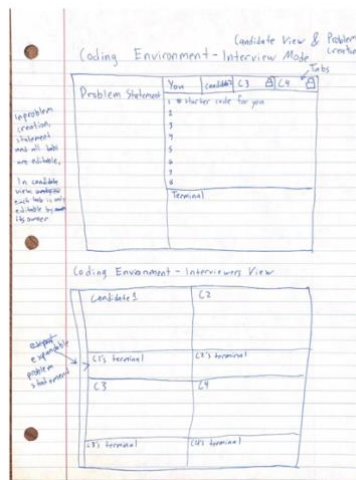 Candidate View & Problem
Creation
Coding Environment - Interview Mode
Tabs
Problem Statement
You
Candidate 2
C3
C4
1 # starter code for you
2
3
4
5
6
7
8
Terminal
In problem
creation,
statement
and all tabs
are editable,
In candidate
view
each tab is only
editable by
its owner
Coding Environment - Interviewers View
Candidate 1
C2
expandable
problem
statement
C1's terminal
C2's terminal
C3
C4
C3's terminal
C4's terminal